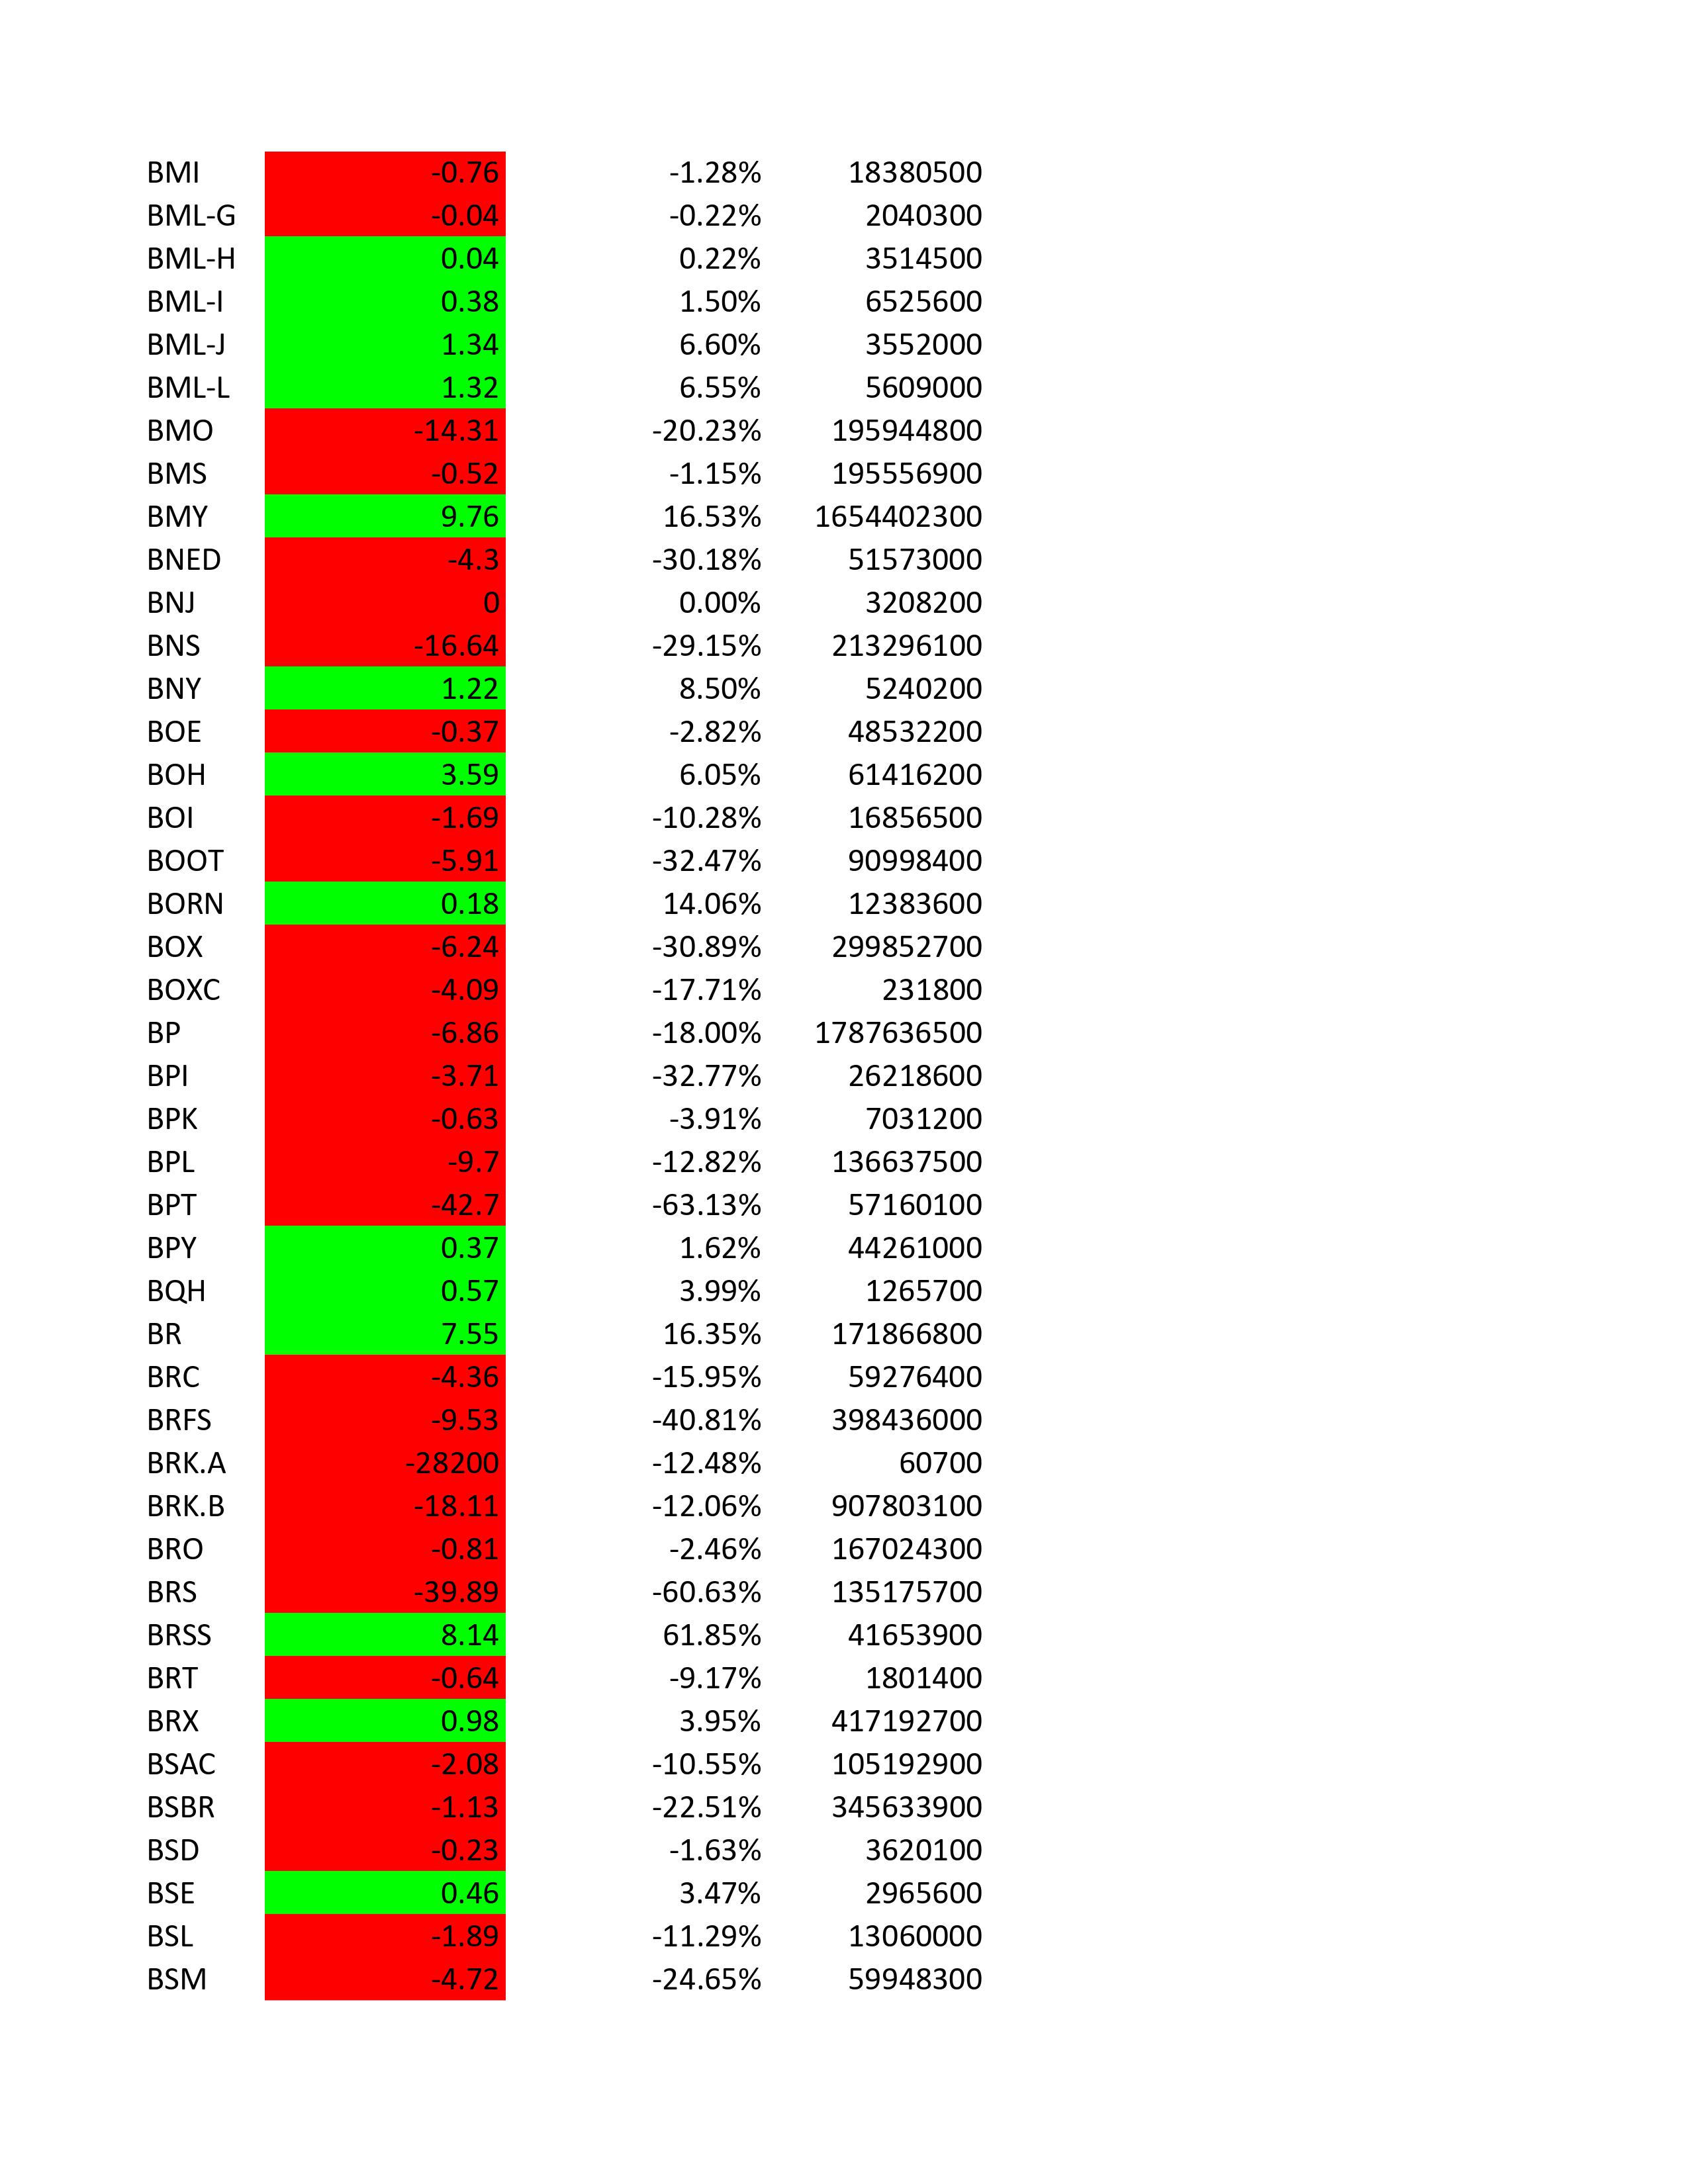 BMI -0.76 -1.28% 18380500
BML-G -0.04 -0.22% 2040300
BML-H 0.04 0.22% 3514500
BML-I 0.38 1.50% 6525600
BML-J 1.34 6.60% 3552000
BML-L 1.32 6.55% 5609000
BMO -14.31 -20.23% 195944800
BMS -0.52 -1.15% 195556900
BMY 9.76 16.53% 1654402300
BNED -4.3 -30.18% 51573000
BNJ 0 0.00% 3208200
BNS -16.64 -29.15% 213296100
BNY 1.22 8.50% 5240200
BOE -0.37 -2.82% 48532200
BOH 3.59 6.05% 61416200
BOI -1.69 -10.28% 16856500
BOOT -5.91 -32.47% 90998400
BORN 0.18 14.06% 12383600
BOX -6.24 -30.89% 299852700
BOXC -4.09 -17.71% 231800
BP -6.86 -18.00% 1787636500
BPI -3.71 -32.77% 26218600
BPK -0.63 -3.91% 7031200
BPL -9.7 -12.82% 136637500
BPT -42.7 -63.13% 57160100
BPY 0.37 1.62% 44261000
BQH 0.57 3.99% 1265700
BR 7.55 16.35% 171866800
BRC -4.36 -15.95% 59276400
BRFS -9.53 -40.81% 398436000
BRK.A -28200 -12.48% 60700
BRK.B -18.11 -12.06% 907803100
BRO -0.81 -2.46% 167024300
BRS -39.89 -60.63% 135175700
BRSS 8.14 61.85% 41653900
BRT -0.64 -9.17% 1801400
BRX 0.98 3.95% 417192700
BSAC -2.08 -10.55% 105192900
BSBR -1.13 -22.51% 345633900
BSD -0.23 -1.63% 3620100
BSE 0.46 3.47% 2965600
BSL -1.89 -11.29% 13060000
BSM -4.72 -24.65% 59948300